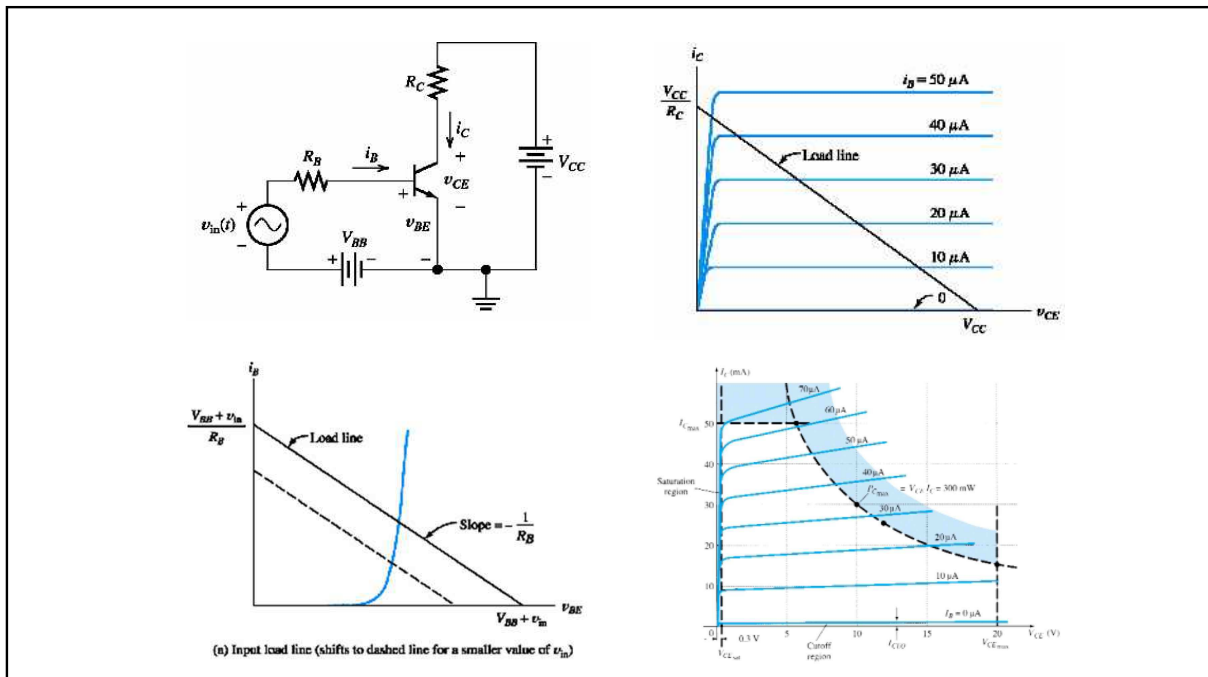 R_C
i_C
+
R_B
i_B
+
v_CE
V_CC
+
−
+
v_in(t)
v_BE
−
−
V_BB
+ −
−
i_C
V_CC
R_C
i_B = 50 μA
40 μA
Load line
30 μA
20 μA
10 μA
0
V_CC
v_CE
i_B
V_BB + v_in
R_B
Load line
Slope = − 1
R_B
v_BE
V_BB + v_in
(a) Input load line (shifts to dashed line for a smaller value of v_in)
I_C (mA)
70 μA
60 μA
I_Cmax
50
50 μA
40
40 μA
Saturation
region
P_Cmax = V_CE I_C = 300 mW
30
30 μA
20
20 μA
10
10 μA
I_B = 0 μA
0
5
10
15
20
V_CE (V)
0.3 V
V_CEsat
Cutoff
region
I_CEO
V_CEmax